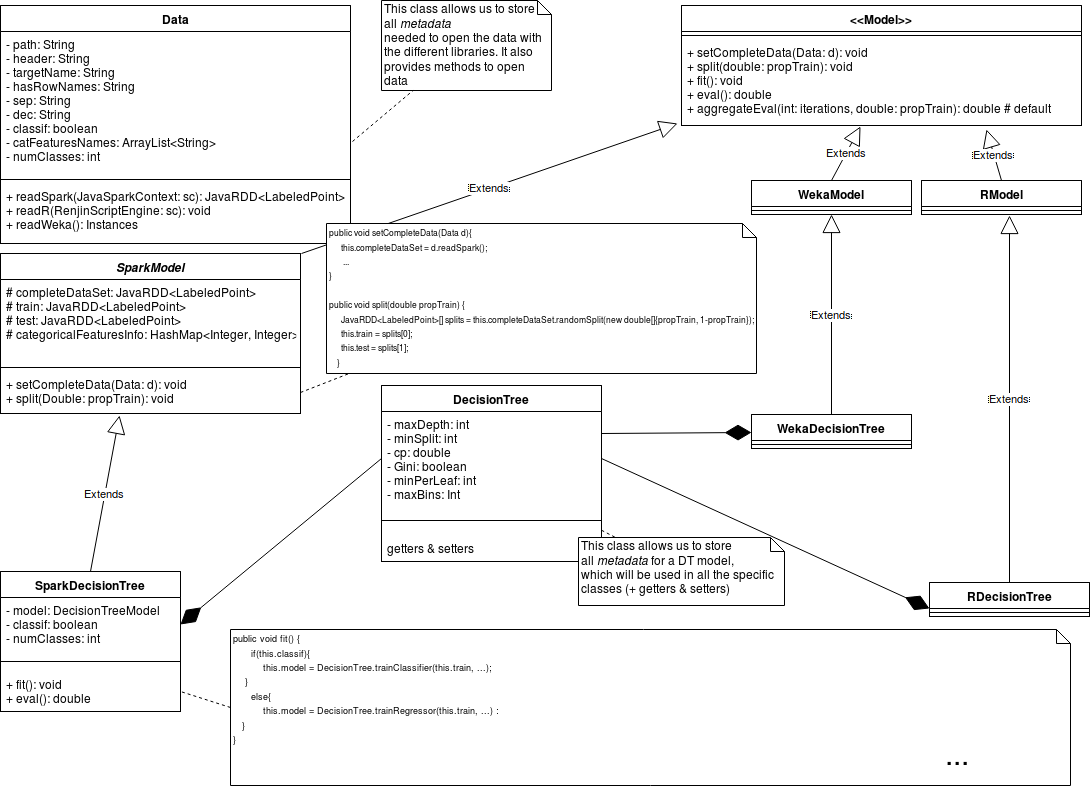 Data
- path: String
- header: String
- targetName: String
- hasRowNames: String
- sep: String
- dec: String
- classif: boolean
- catFeaturesNames: ArrayList<String>
- numClasses: int
+ readSpark(JavaSparkContext: sc): JavaRDD<LabeledPoint>
+ readR(RenjinScriptEngine: sc): void
+ readWeka(): Instances
This class allows us to store
all metadata
needed to open the data with
the different libraries. It also
provides methods to open
data
<<Model>>
+ setCompleteData(Data: d): void
+ split(double: propTrain): void
+ fit(): void
+ eval(): double
+ aggregateEval(int: iterations, double: propTrain): double # default
Extends
Extends
Extends
WekaModel
RModel
SparkModel
# completeDataSet: JavaRDD<LabeledPoint>
# train: JavaRDD<LabeledPoint>
# test: JavaRDD<LabeledPoint>
# categoricalFeaturesInfo: HashMap<Integer, Integer>
+ setCompleteData(Data: d): void
+ split(Double: propTrain): void
public void setCompleteData(Data d){
this.completeDataSet = d.readSpark();
...
}
public void split(double propTrain) {
JavaRDD<LabeledPoint>[] splits = this.completeDataSet.randomSplit(new double[]{propTrain, 1-propTrain});
this.train = splits[0];
this.test = splits[1];
}
Extends
Extends
DecisionTree
- maxDepth: int
- minSplit: int
- cp: double
- Gini: boolean
- minPerLeaf: int
- maxBins: Int
getters & setters
WekaDecisionTree
Extends
This class allows us to store
all metadata for a DT model,
which will be used in all the specific
classes (+ getters & setters)
RDecisionTree
SparkDecisionTree
- model: DecisionTreeModel
- classif: boolean
- numClasses: int
+ fit(): void
+ eval(): double
public void fit() {
if(this.classif){
this.model = DecisionTree.trainClassifier(this.train, ...);
}
else{
this.model = DecisionTree.trainRegressor(this.train, ...) :
}
}
...